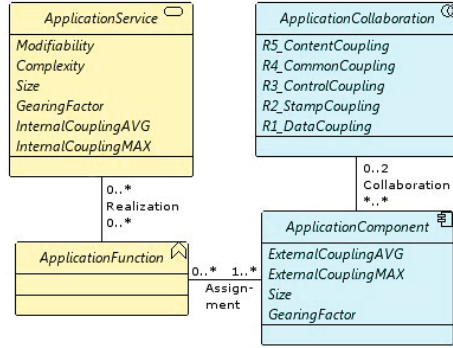 ApplicationService
Modifiability
Complexity
Size
GearingFactor
InternalCouplingAVG
InternalCouplingMAX
ApplicationCollaboration
R5_ContentCoupling
R4_CommonCoupling
R3_ControlCoupling
R2_StampCoupling
R1_DataCoupling
0..*
Realization
0..*
0..2
Collaboration
*..*
ApplicationFunction
0..* 1..*
Assign-
ment
ApplicationComponent
ExternalCouplingAVG
ExternalCouplingMAX
Size
GearingFactor